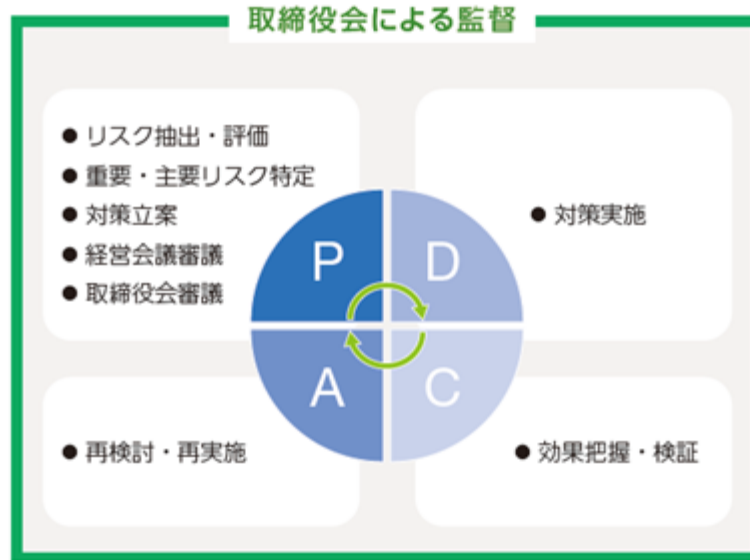 取締役会による監督
● リスク抽出・評価
● 重要・主要リスク特定
● 対策立案
● 経営会議審議
● 取締役会審議
● 対策実施
P
D
A
C
● 再検討・再実施
● 効果把握・検証